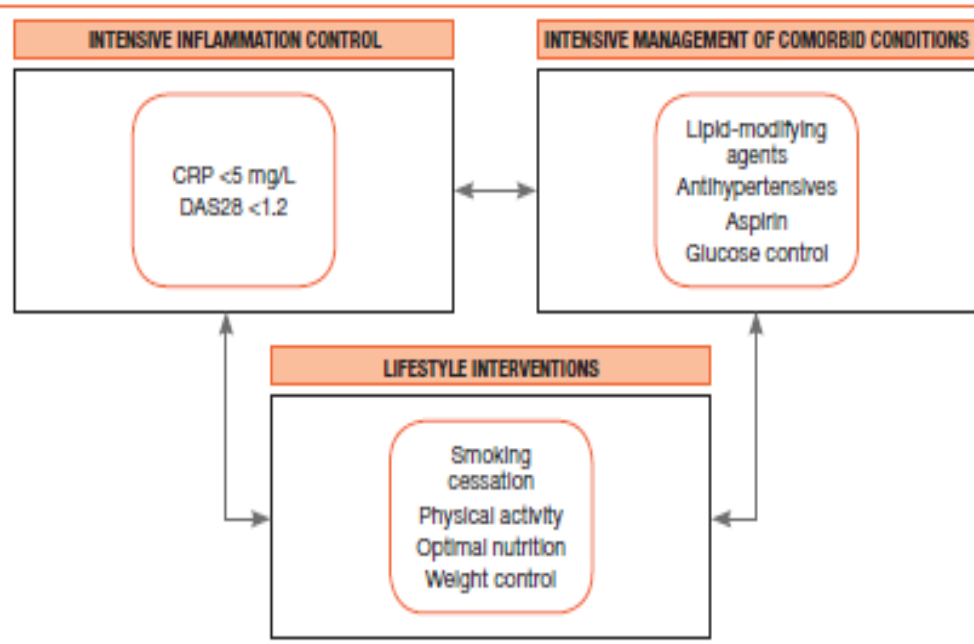 INTENSIVE INFLAMMATION CONTROL
CRP <5 mg/L
DAS28 <1.2
INTENSIVE MANAGEMENT OF COMORBID CONDITIONS
Lipid-modifying
agents
Antihypertensives
Aspirin
Glucose control
LIFESTYLE INTERVENTIONS
Smoking
cessation
Physical activity
Optimal nutrition
Weight control